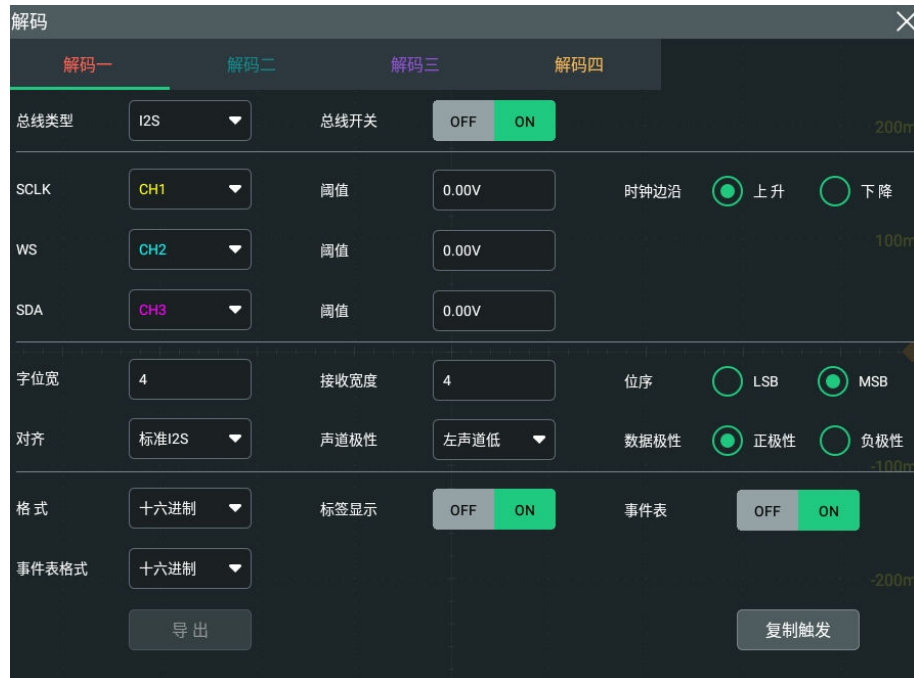 解码
解码一 解码二 解码三 解码四
总线类型 I2S 总线开关 OFF ON
200m
SCLK CH1 阈值 0.00V 时钟边沿 上升 下降
WS CH2 阈值 0.00V
100m
SDA CH3 阈值 0.00V
字位宽 4 接收宽度 4 位序 LSB MSB
对齐 标准I2S 声道极性 左声道低 数据极性 正极性 负极性
-100m
格式 十六进制 标签显示 OFF ON 事件表 OFF ON
事件表格式 十六进制
-200m
导出 复制触发